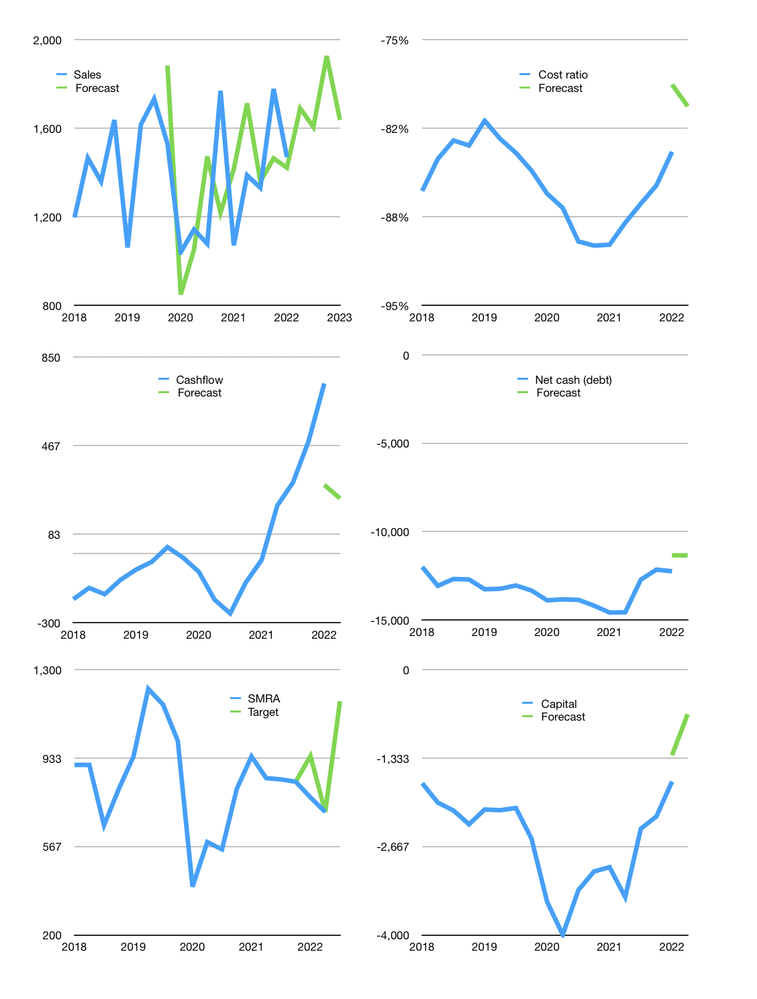 2,000
Sales
Forecast
1,600
1,200
800
2018 2019 2020 2021 2022 2023
-75%
Cost ratio
Forecast
-82%
-88%
-95%
2018 2019 2020 2021 2022
850
Cashflow
Forecast
467
83
-300
2018 2019 2020 2021 2022
0
Net cash (debt)
Forecast
-5,000
-10,000
-15,000
2018 2019 2020 2021 2022
1,300
SMRA
Target
933
567
200
2018 2019 2020 2021 2022
0
Capital
Forecast
-1,333
-2,667
-4,000
2018 2019 2020 2021 2022